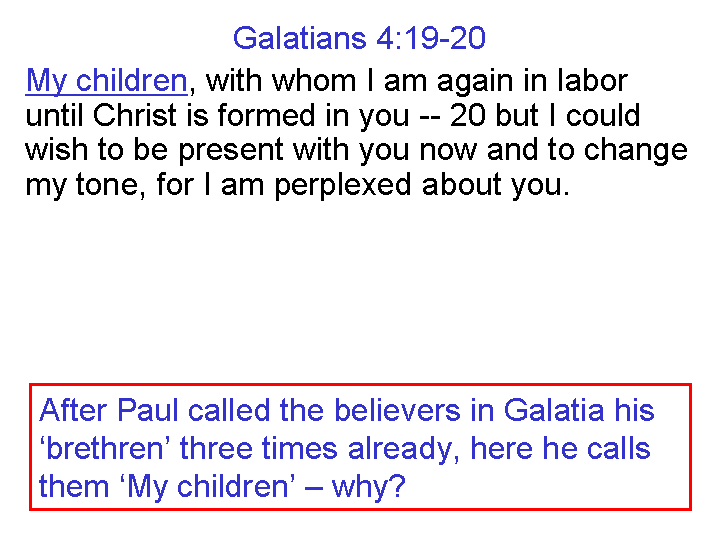 Galatians 4:19-20
My children, with whom I am again in labor
until Christ is formed in you -- 20 but I could
wish to be present with you now and to change
my tone, for I am perplexed about you.
After Paul called the believers in Galatia his
‘brethren’ three times already, here he calls
them ‘My children’ – why?